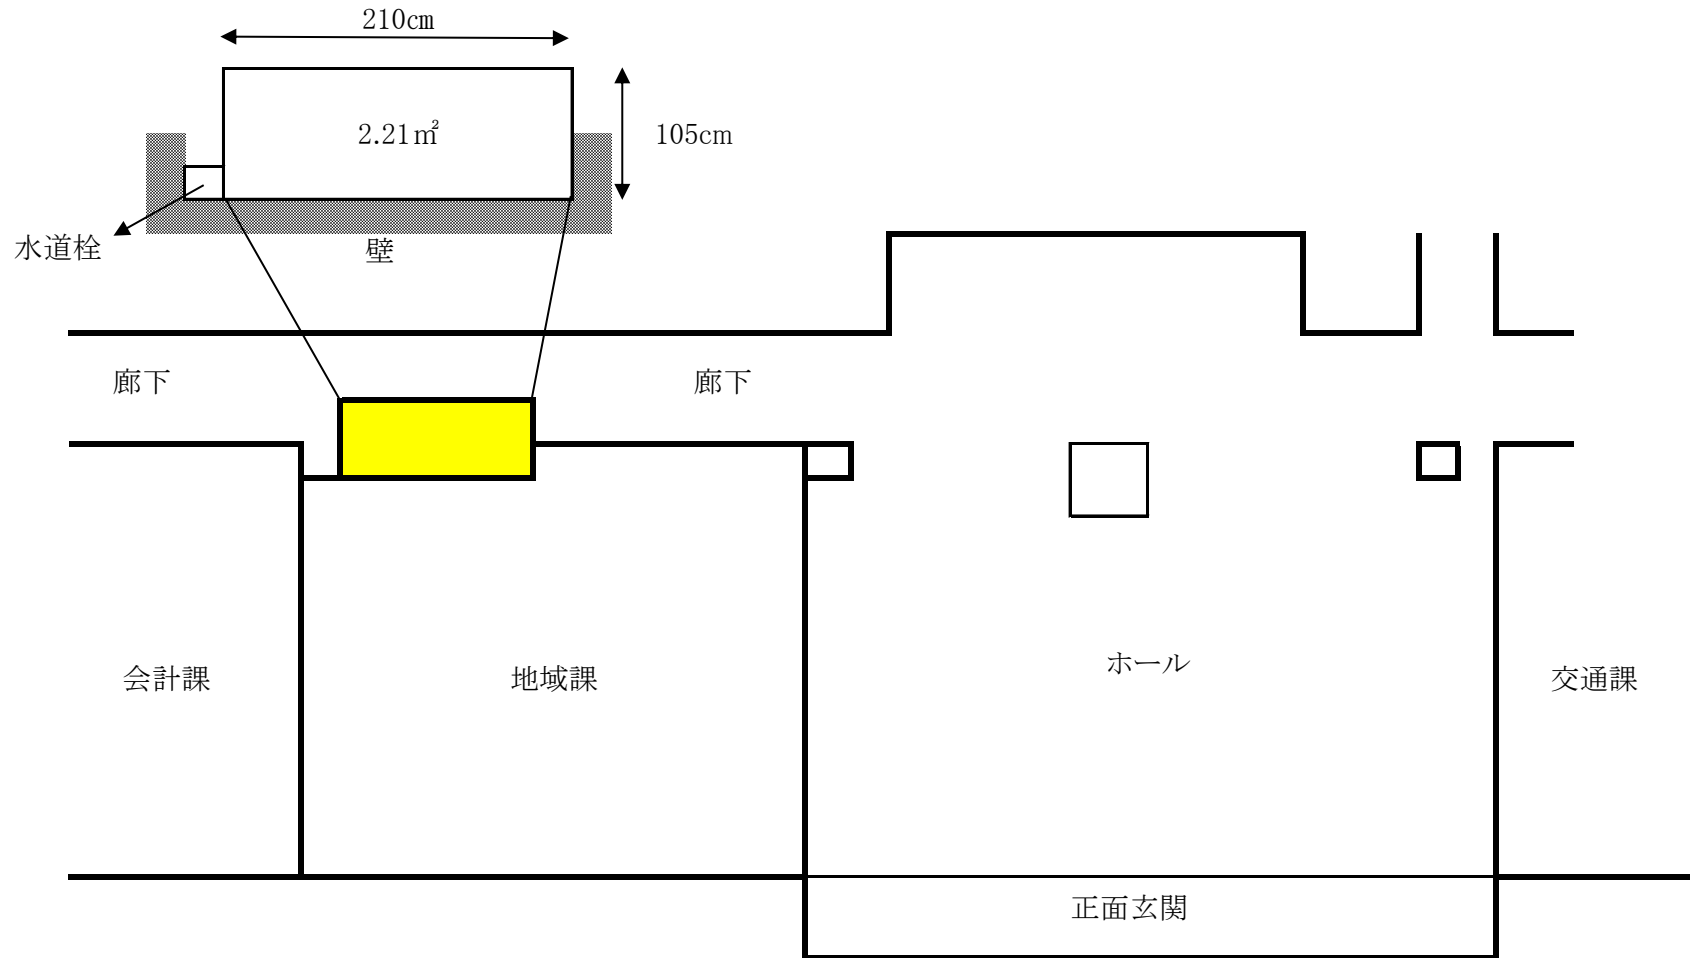 210cm
2.21㎡
105cm
水道栓
壁
廊下
廊下
会計課
地域課
ホール
交通課
正面玄関